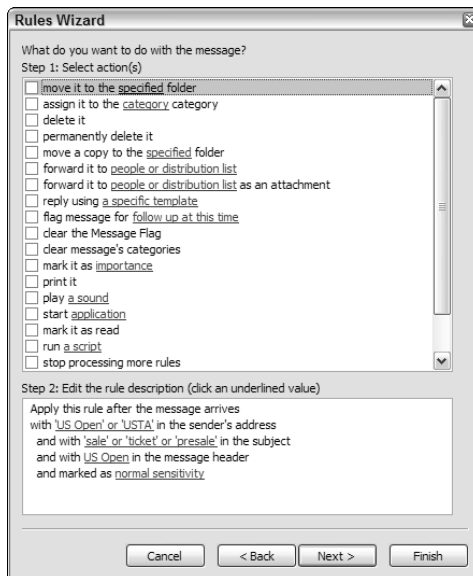 Rules Wizard
What do you want to do with the message?
Step 1: Select action(s)
move it to the specified folder
assign it to the category category
delete it
permanently delete it
move a copy to the specified folder
forward it to people or distribution list
forward it to people or distribution list as an attachment
reply using a specific template
flag message for follow up at this time
clear the Message Flag
clear message's categories
mark it as importance
print it
play a sound
start application
mark it as read
run a script
stop processing more rules
Step 2: Edit the rule description (click an underlined value)
Apply this rule after the message arrives
with 'US Open' or 'USTA' in the sender's address
and with 'sale' or 'ticket' or 'presale' in the subject
and with US Open in the message header
and marked as normal sensitivity
Cancel < Back Next > Finish